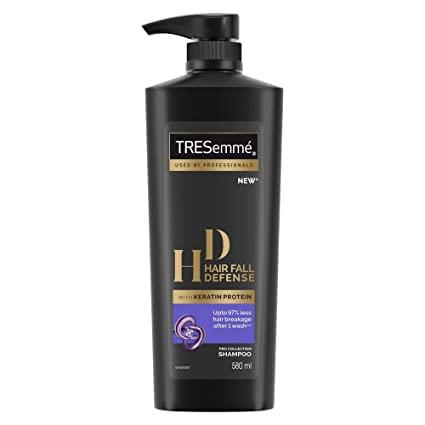 TRESemmé
USED BY PROFESSIONALS
NEW
HD
HAIR FALL
DEFENSE
WITH KERATIN PROTEIN
Upto 97% less
hair breakage
after 1 wash
PRO COLLECTION
SHAMPOO
580 ml